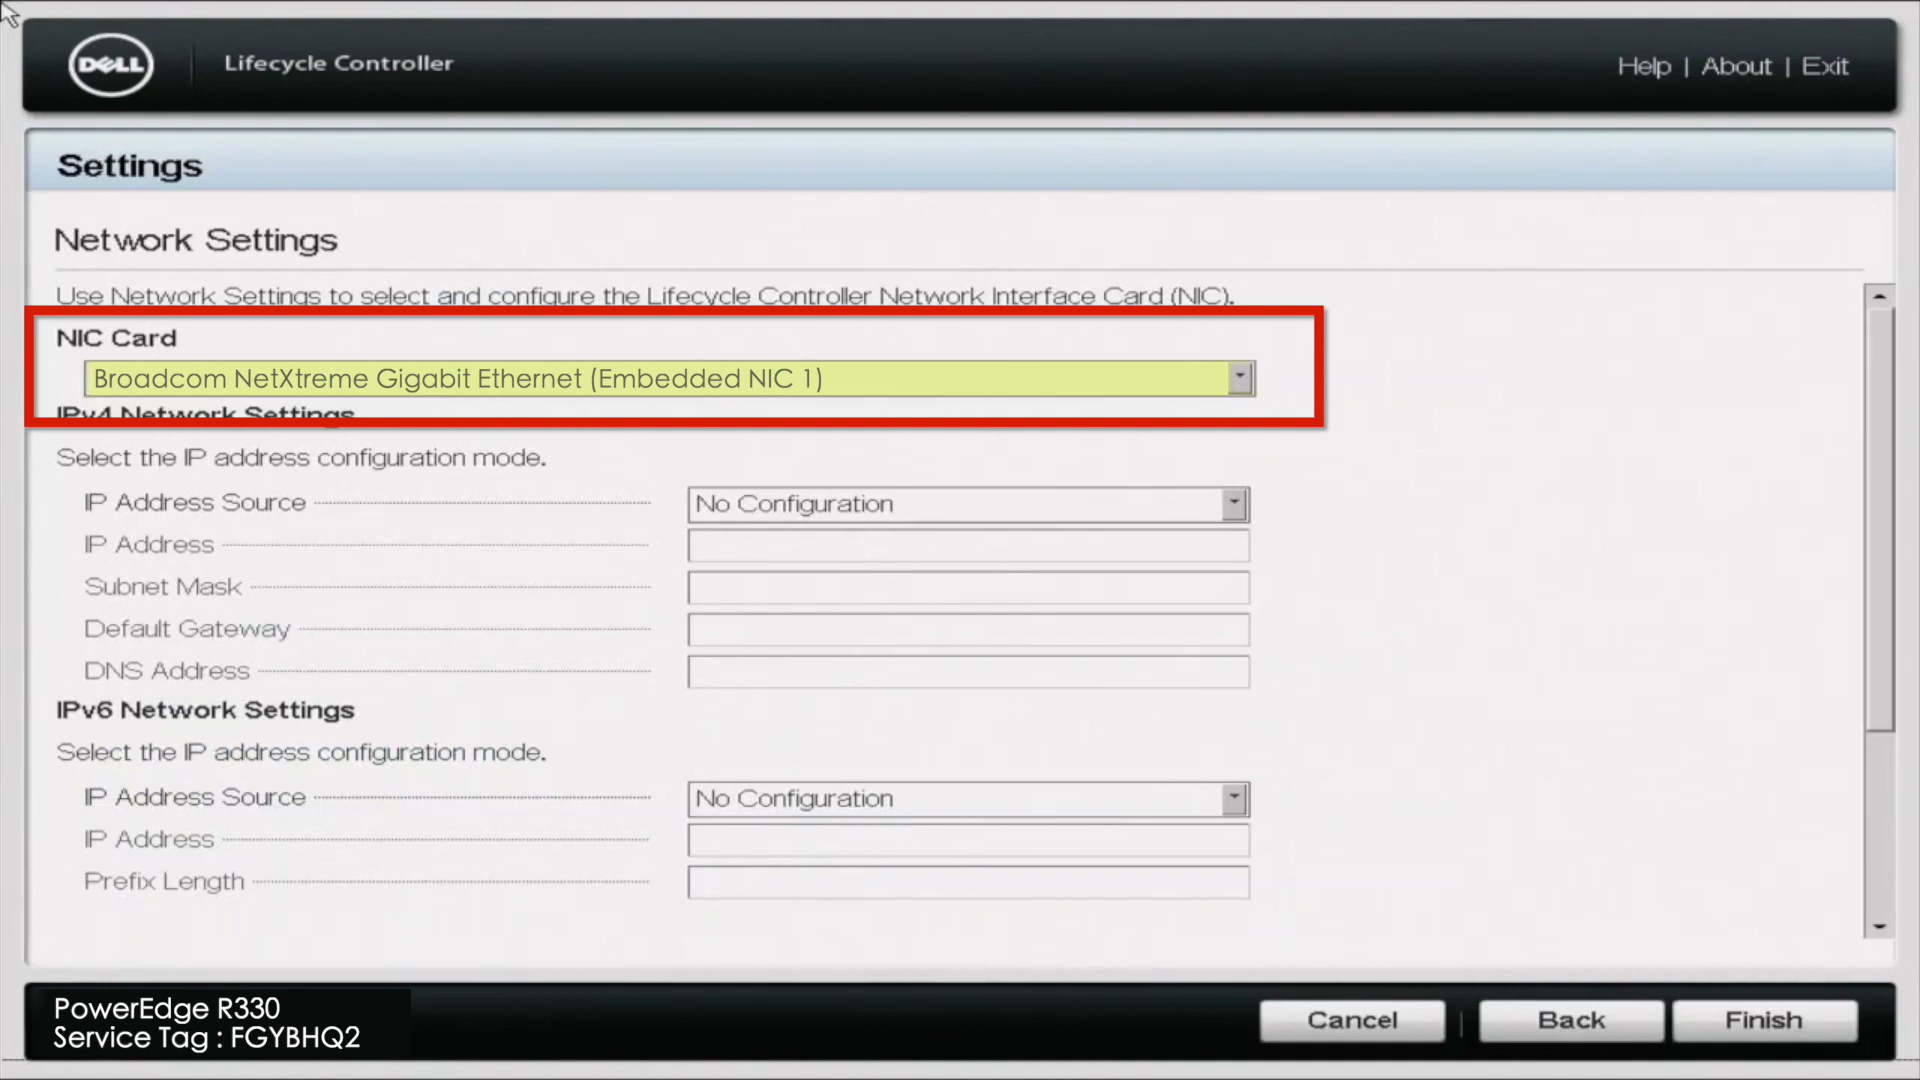 DELL
Lifecycle Controller
Help | About | Exit
Settings
Network Settings
Use Network Settings to select and configure the Lifecycle Controller Network Interface Card (NIC).
NIC Card
Broadcom NetXtreme Gigabit Ethernet (Embedded NIC 1)
IPv4 Network Settings
Select the IP address configuration mode.
IP Address Source No Configuration
IP Address
Subnet Mask
Default Gateway
DNS Address
IPv6 Network Settings
Select the IP address configuration mode.
IP Address Source No Configuration
IP Address
Prefix Length
PowerEdge R330
Service Tag : FGYBHQ2
Cancel | Back Finish